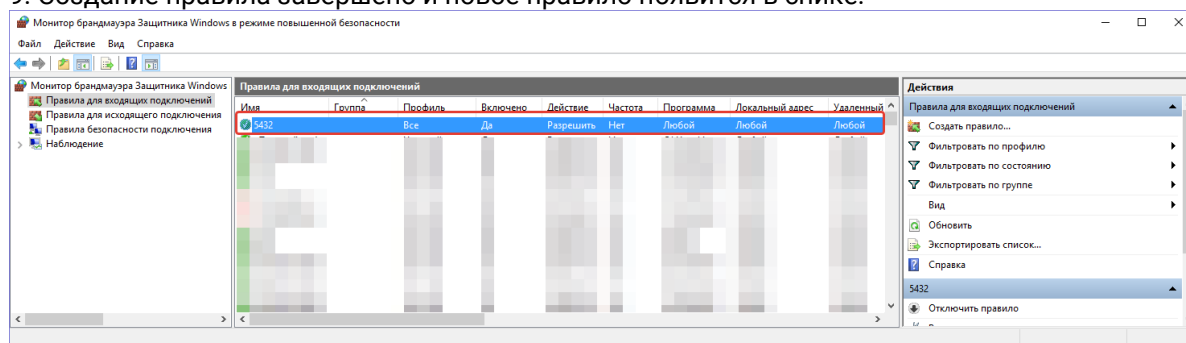 9. Создание правила завершено и новое правило появится в спике.
Монитор брандмауэра Защитника Windows в режиме повышенной безопасности
Файл Действие Вид Справка
Монитор брандмауэра Защитника Windows
Правила для входящих подключений
Правила для исходящего подключения
Правила безопасности подключения
Наблюдение
Правила для входящих подключений
Имя Группа Профиль Включено Действие Частота Программа Локальный адрес Удаленный
5432 Все Да Разрешить Нет Любой Любой Любой
Действия
Правила для входящих подключений
Создать правило...
Фильтровать по профилю
Фильтровать по состоянию
Фильтровать по группе
Вид
Обновить
Экспортировать список...
Справка
5432
Отключить правило